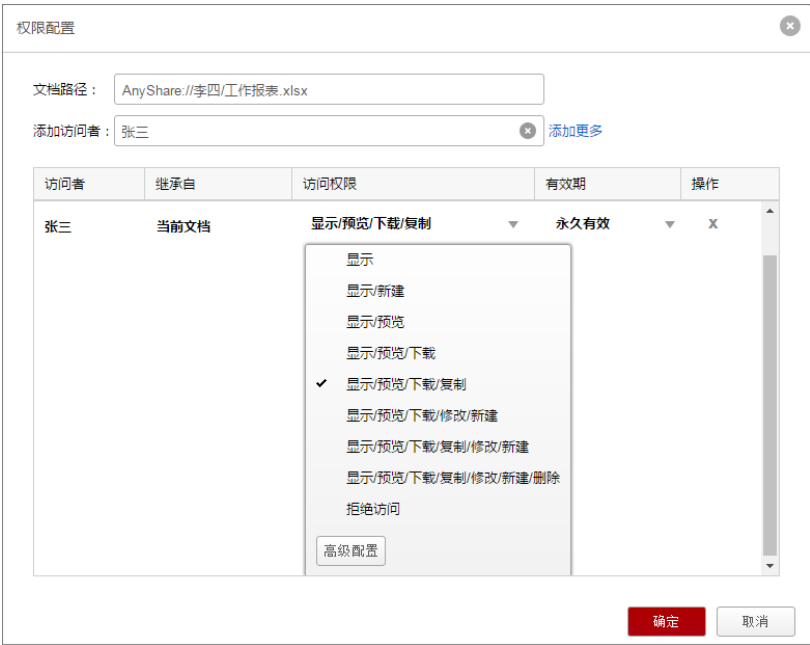 权限配置
文档路径： AnyShare://李四/工作报表.xlsx
添加访问者： 张三 添加更多
访问者 继承自 访问权限 有效期 操作
张三 当前文档 显示/预览/下载/复制 永久有效 X
显示
显示/新建
显示/预览
显示/预览/下载
显示/预览/下载/复制
显示/预览/下载/修改/新建
显示/预览/下载/复制/修改/新建
显示/预览/下载/复制/修改/新建/删除
拒绝访问
高级配置
确定 取消